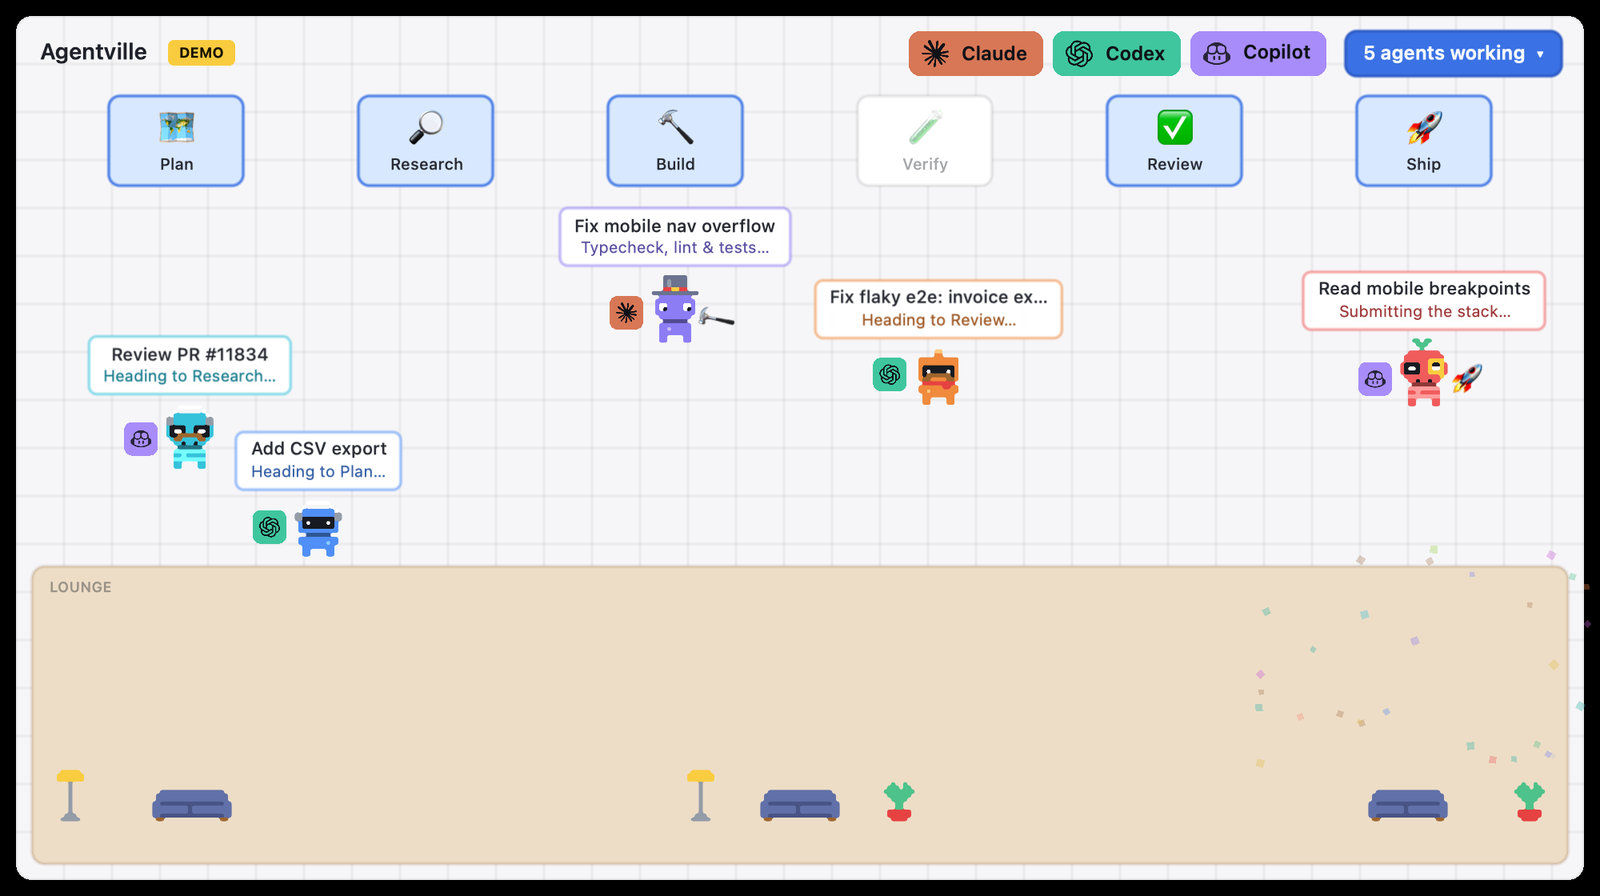 Agentville
DEMO
Claude
Codex
Copilot
5 agents working
Plan
Research
Build
Verify
Review
Ship
Fix mobile nav overflow
Typecheck, lint & tests...
Fix flaky e2e: invoice ex...
Heading to Review...
Read mobile breakpoints
Submitting the stack...
Review PR #11834
Heading to Research...
Add CSV export
Heading to Plan...
LOUNGE